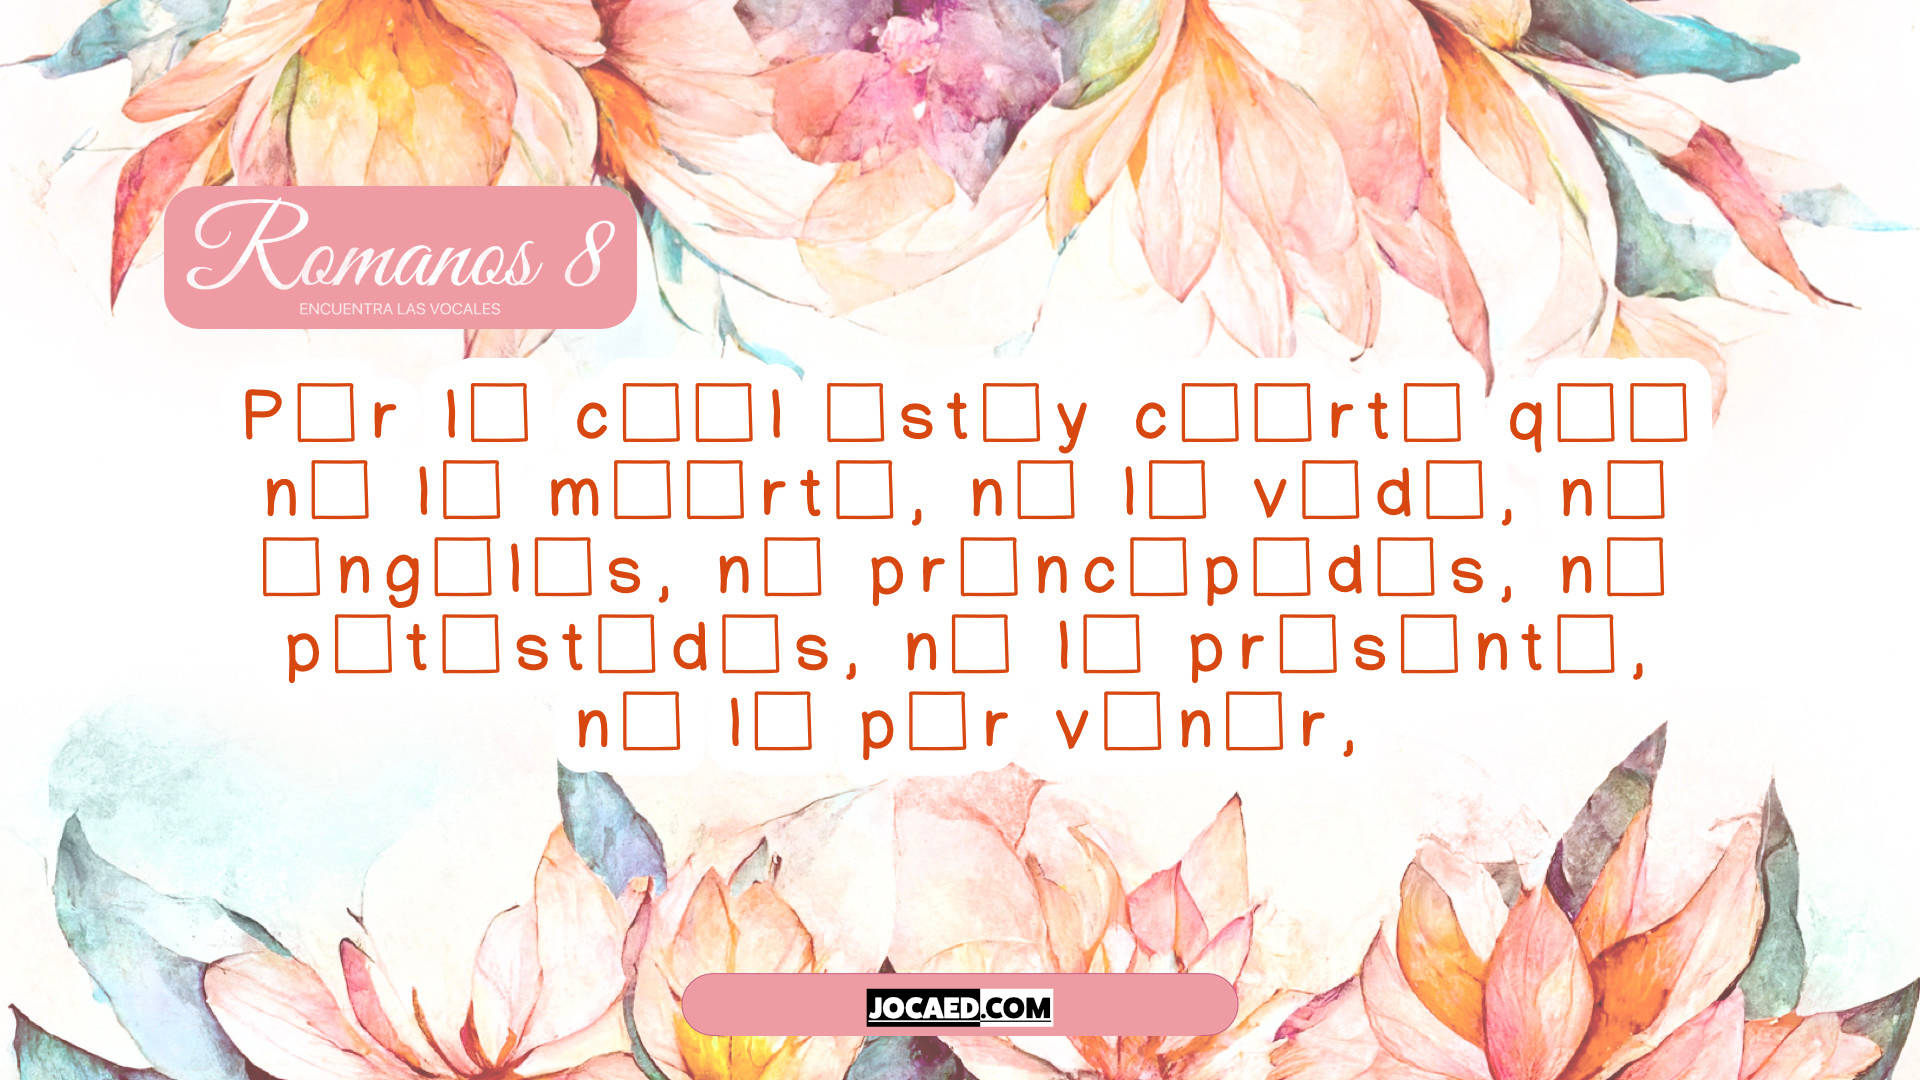 Romanos 8
ENCUENTRA LAS VOCALES
P□r l□ c□□l □st□y c□□rt□ q□□
n□ l□ m□□rt□, n□ l□ v□d□, n□
□ng□l□s, n□ pr□nc□p□d□s, n□
p□t□st□d□s, n□ l□ pr□s□nt□,
n□ l□ p□r v□n□r,
JOCAED.COM